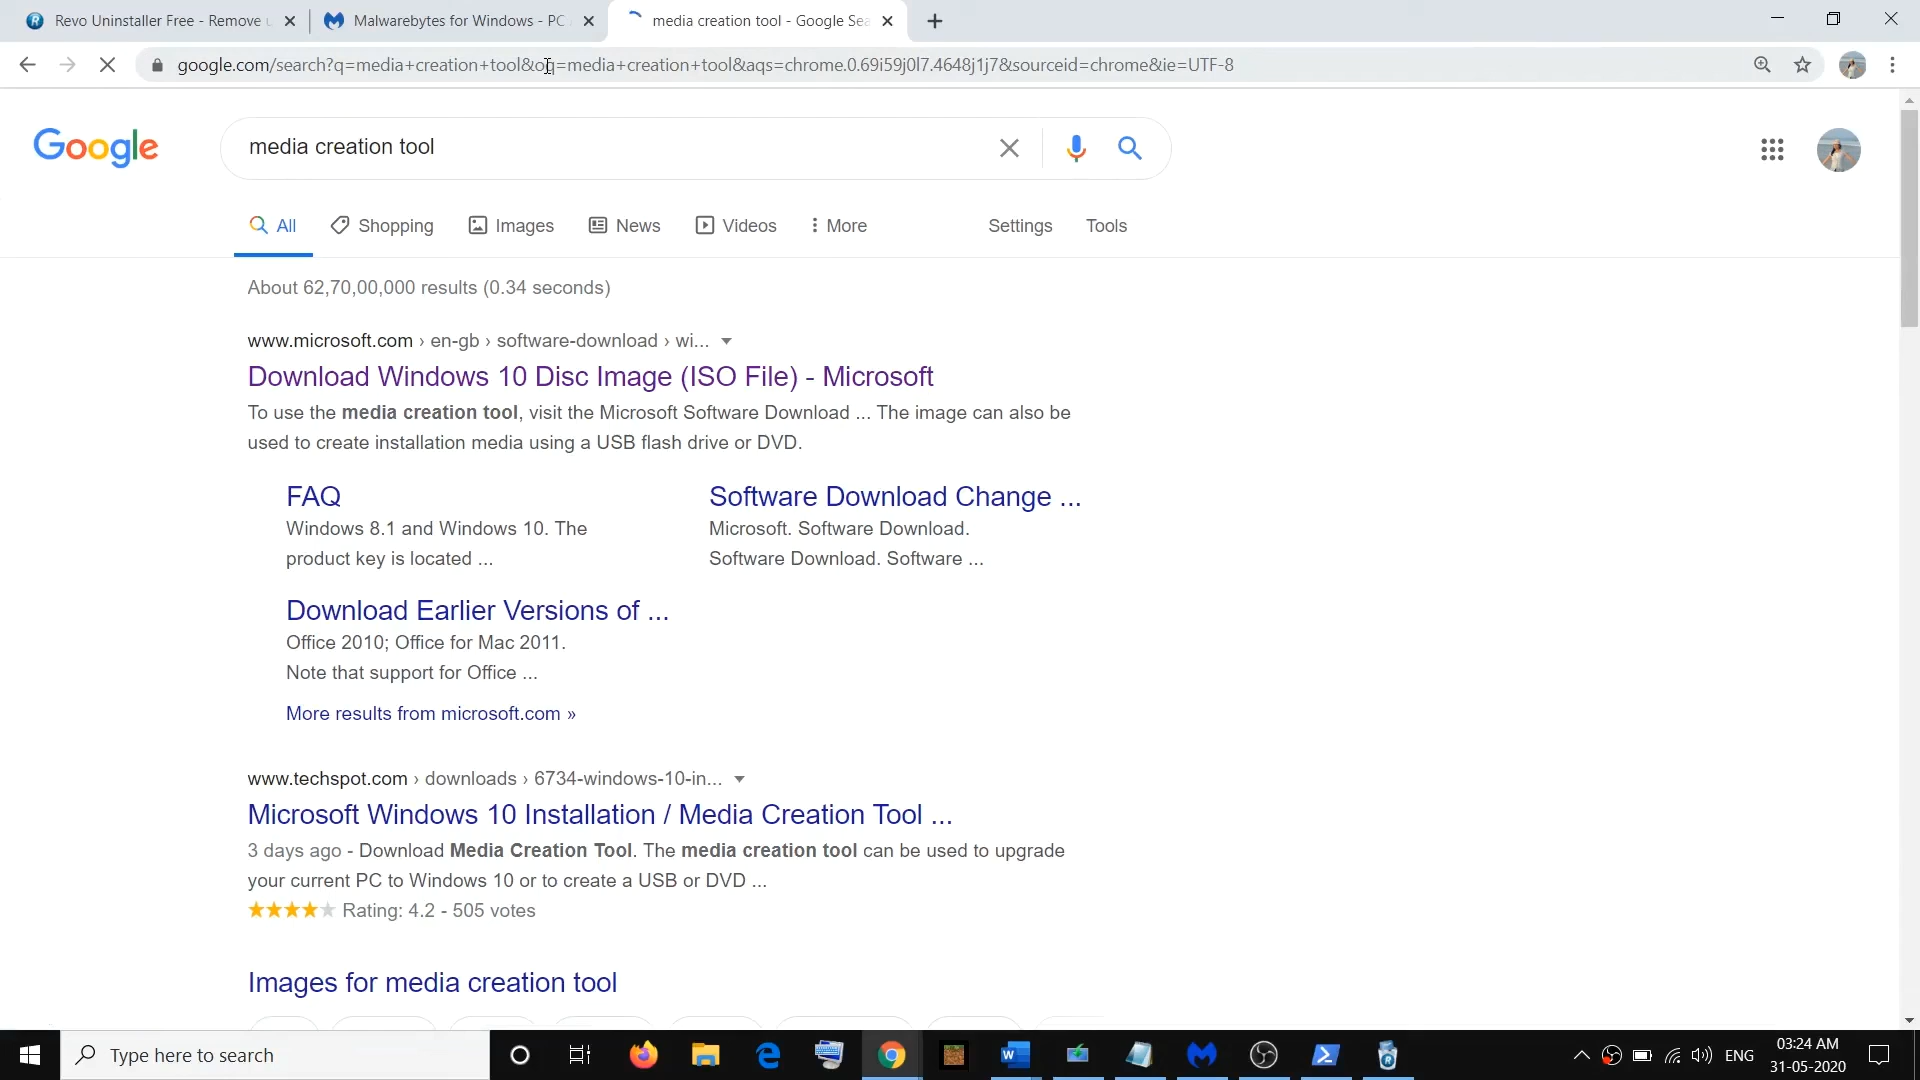 Revo Uninstaller Free - Remove u
Malwarebytes for Windows - PC
media creation tool - Google Sea
google.com/search?q=media+creation+tool&oq=media+creation+tool&aqs=chrome.0.69i59j0l7.4648j1j7&sourceid=chrome&ie=UTF-8
Google
media creation tool
All
Shopping
Images
News
Videos
More
Settings
Tools
About 62,70,00,000 results (0.34 seconds)
www.microsoft.com › en-gb › software-download › wi...
Download Windows 10 Disc Image (ISO File) - Microsoft
To use the media creation tool, visit the Microsoft Software Download ... The image can also be
used to create installation media using a USB flash drive or DVD.
FAQ
Windows 8.1 and Windows 10. The
product key is located ...
Software Download Change ...
Microsoft. Software Download.
Software Download. Software ...
Download Earlier Versions of ...
Office 2010; Office for Mac 2011.
Note that support for Office ...
More results from microsoft.com »
www.techspot.com › downloads › 6734-windows-10-in...
Microsoft Windows 10 Installation / Media Creation Tool ...
3 days ago - Download Media Creation Tool. The media creation tool can be used to upgrade
your current PC to Windows 10 or to create a USB or DVD ...
Rating: 4.2 - 505 votes
Images for media creation tool
Type here to search
ENG
03:24 AM
31-05-2020